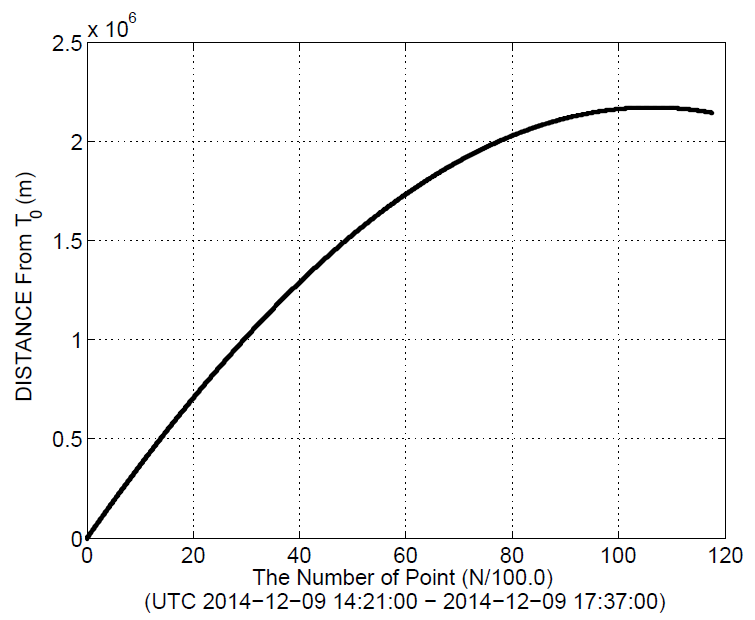 x 10^6
2.5
2
1.5
1
0.5
0
DISTANCE From T_0 (m)
0 20 40 60 80 100 120
The Number of Point (N/100.0)
(UTC 2014−12−09 14:21:00 − 2014−12−09 17:37:00)